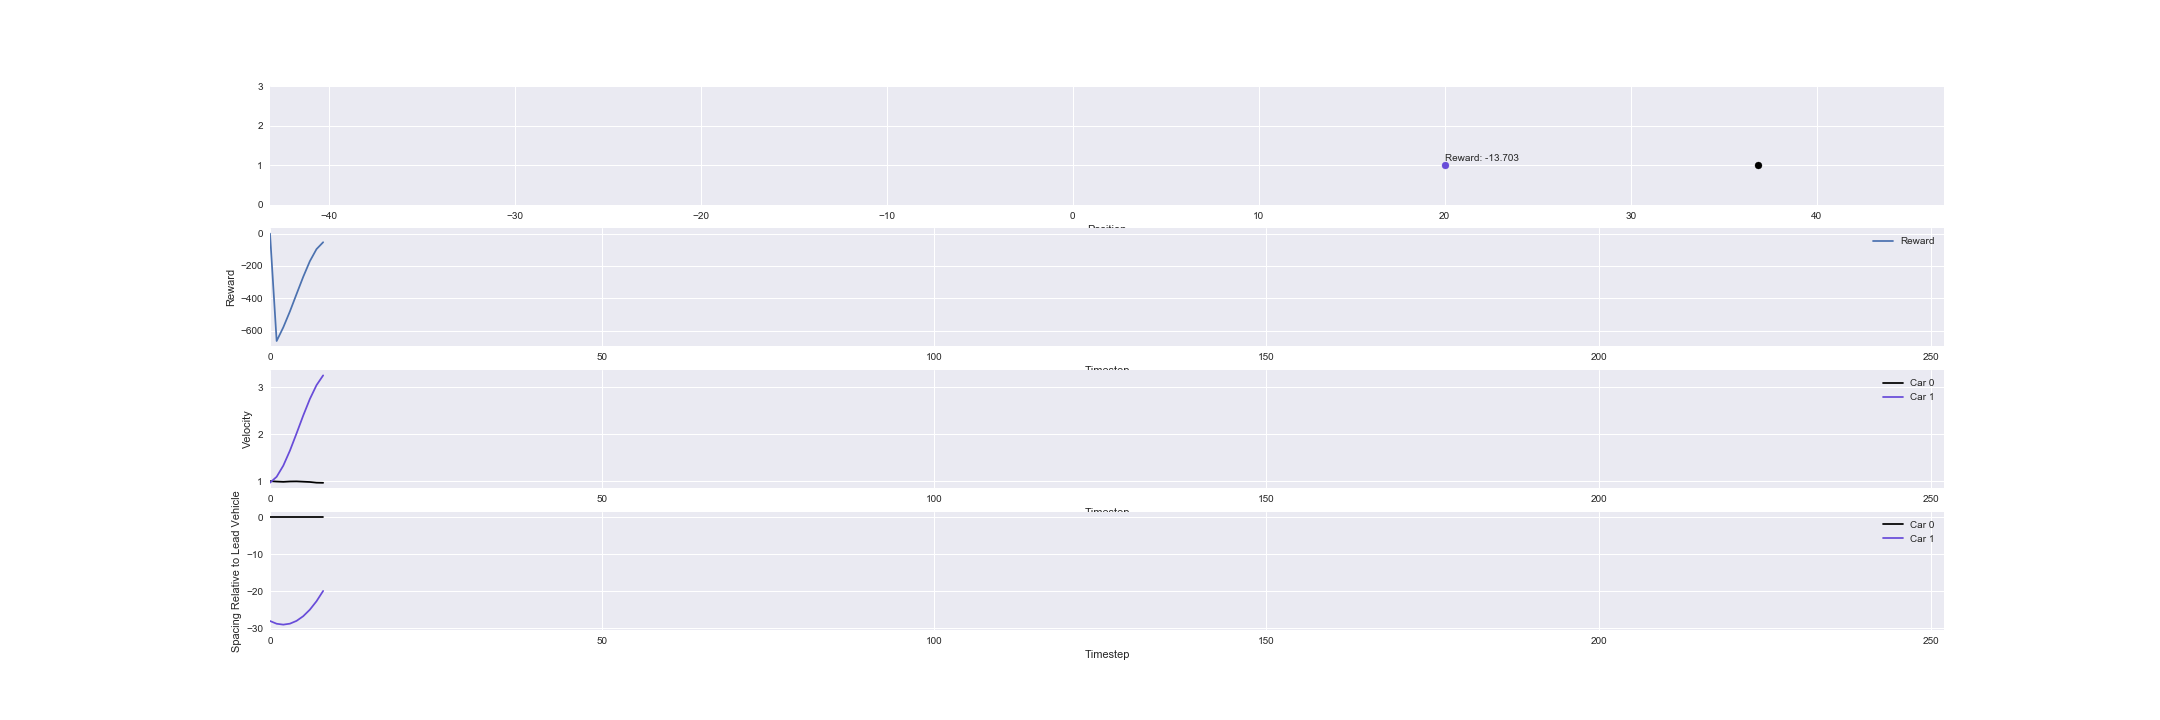 3
2
1
0
Reward: -13.703
−40 −30 −20 −10 0 10 20 30 40
Position
Reward
0
−200
−400
−600
Reward
0 50 100 150 200 250
Timestep
Velocity
3
2
1
Car 0
Car 1
0 50 100 150 200 250
Timestep
Spacing Relative to Lead Vehicle
0
−10
−20
−30
Car 0
Car 1
0 50 100 150 200 250
Timestep